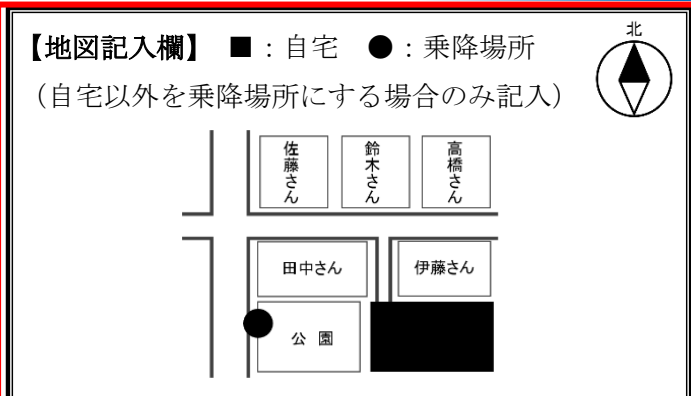 【地図記入欄】 ■：自宅 ●：乗降場所
（自宅以外を乗降場所にする場合のみ記入）
北
佐藤さん
鈴木さん
高橋さん
田中さん
伊藤さん
公園